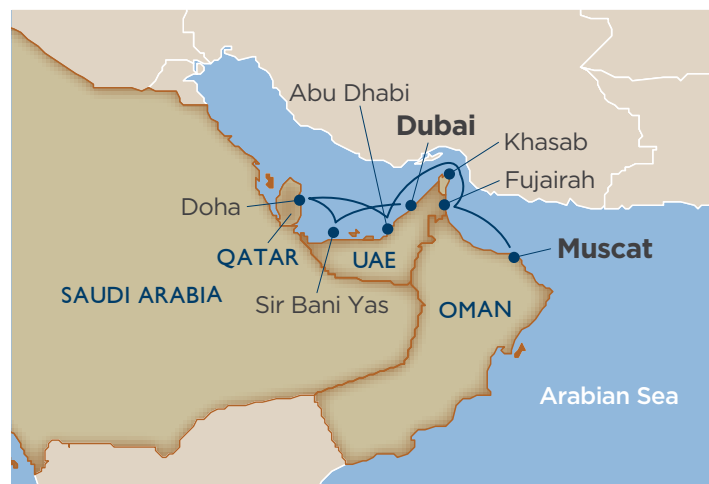 Abu Dhabi
Dubai
Khasab
Fujairah
Doha
QATAR
UAE
Muscat
SAUDI ARABIA
Sir Bani Yas
OMAN
Arabian Sea